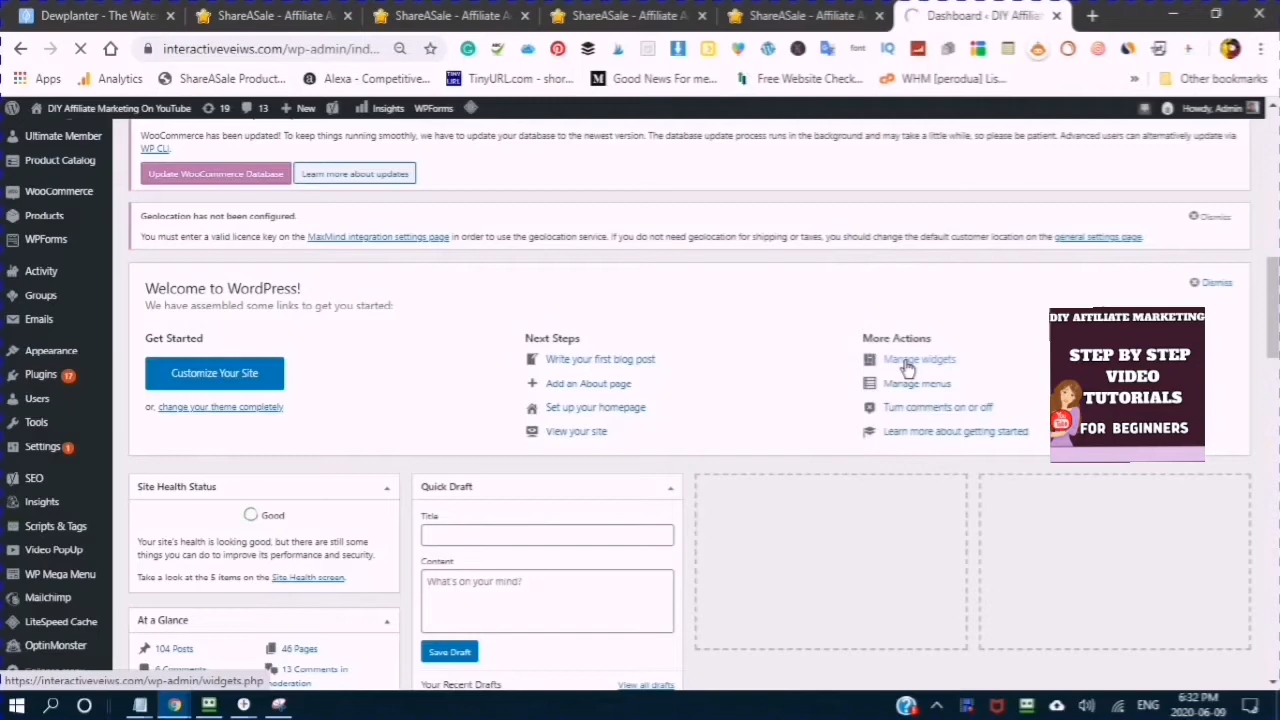 Dewplanter - The Wate
ShareASale - Affiliate
ShareASale - Affiliate A
ShareASale - Affiliate A
ShareASale - Affiliate A
Dashboard ‹ DIY Affilia
interactiveveiws.com/wp-admin/ind...
Apps
Analytics
ShareASale Product...
Alexa - Competitive...
TinyURL.com - shor...
Good News For me...
Free Website Check...
WHM [perodua] Lis...
Other bookmarks
DIY Affiliate Marketing On YouTube
19
13
New
Insights
WPForms
Howdy, Admin
Ultimate Member
Product Catalog
WooCommerce
Products
WPForms
Activity
Groups
Emails
Appearance
Plugins 17
Users
Tools
Settings 1
SEO
Insights
Scripts & Tags
Video PopUp
WP Mega Menu
Mailchimp
LiteSpeed Cache
OptinMonster
WooCommerce has been updated! To keep things running smoothly, we have to update your database to the newest version. The database update process runs in the background and may take a little while, so please be patient. Advanced users can alternatively update via
WP CLI.
Update WooCommerce Database
Learn more about updates
Geolocation has not been configured.
Dismiss
You must enter a valid licence key on the MaxMind integration settings page in order to use the geolocation service. If you do not need geolocation for shipping or taxes, you should change the default customer location on the general settings page.
Welcome to WordPress!
Dismiss
We have assembled some links to get you started:
Get Started
Customize Your Site
or, change your theme completely
Next Steps
Write your first blog post
Add an About page
Set up your homepage
View your site
More Actions
Manage widgets
Manage menus
Turn comments on or off
Learn more about getting started
DIY AFFILIATE MARKETING
STEP BY STEP
VIDEO
TUTORIALS
FOR BEGINNERS
Site Health Status
Good
Your site's health is looking good, but there are still some
things you can do to improve its performance and security.
Take a look at the 5 items on the Site Health screen.
At a Glance
104 Posts
46 Pages
6 Comments
13 Comments in
moderation
Quick Draft
Title
Content
What's on your mind?
Save Draft
Your Recent Drafts
View all drafts
https://interactiveveiws.com/wp-admin/widgets.php
ENG
6:32 PM
2020-06-09